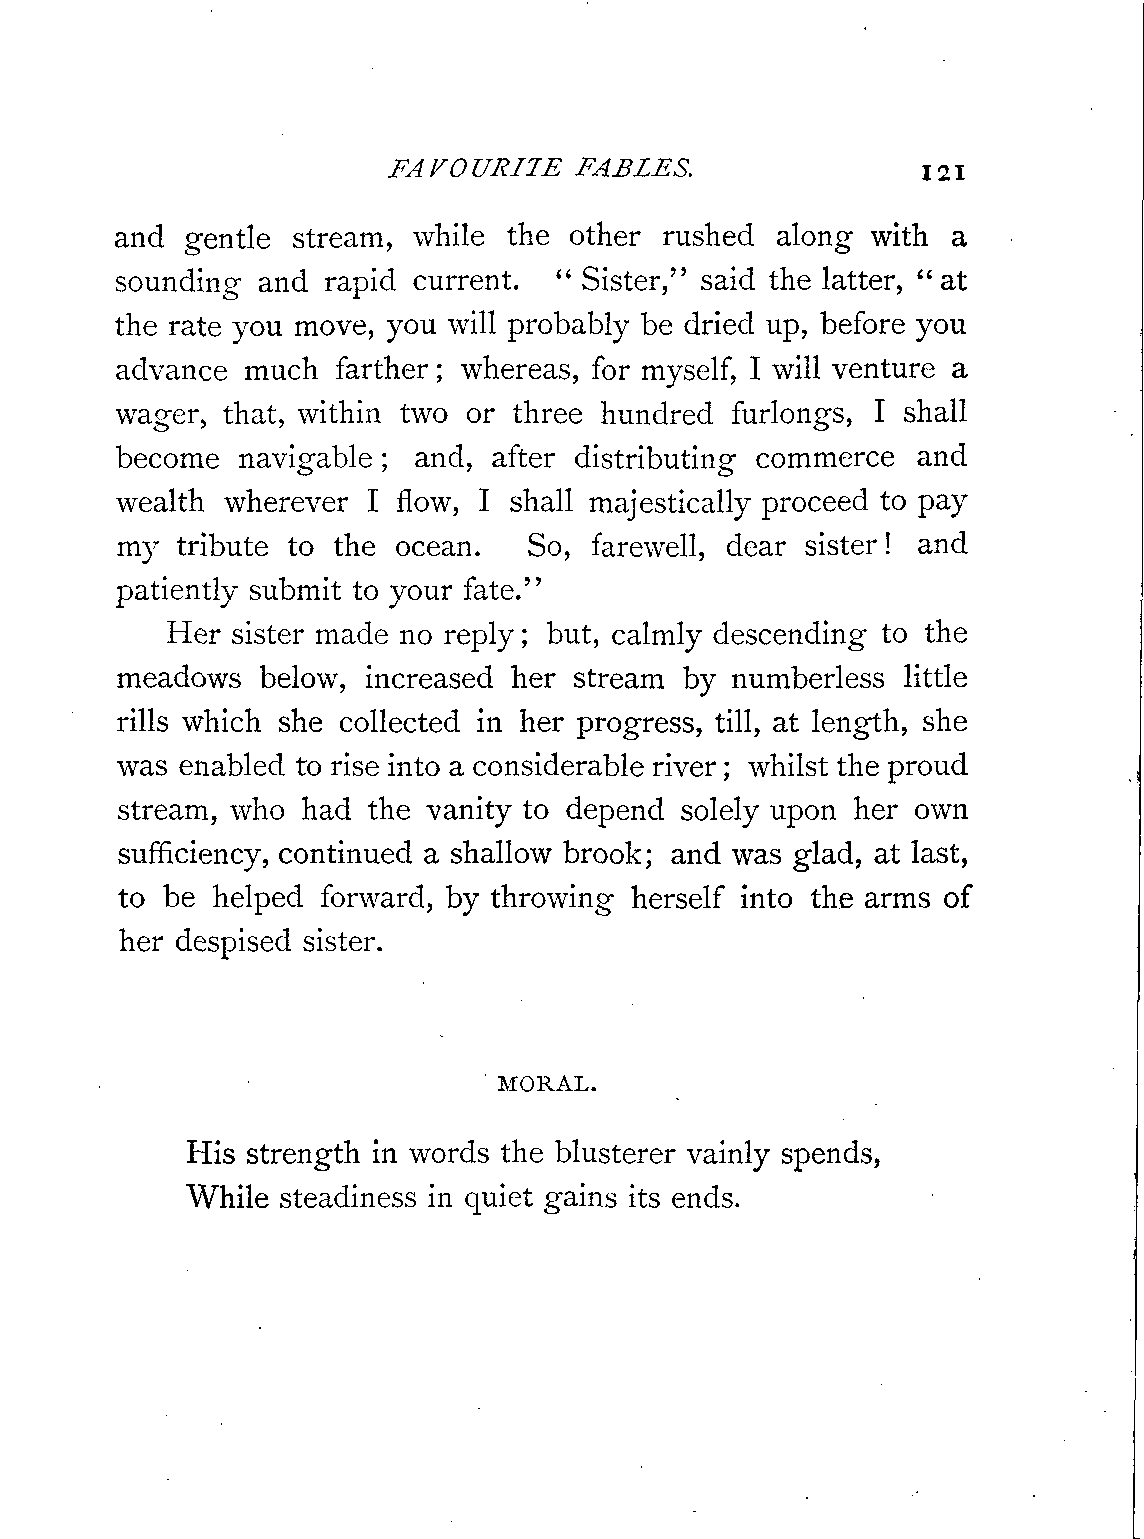 FAVOURITE FABLES. 121
and gentle stream, while the other rushed along with a
sounding and rapid current. “Sister,” said the latter, “at
the rate you move, you will probably be dried up, before you
advance much farther; whereas, for myself, I will venture a
wager, that, within two or three hundred furlongs, I shall
become navigable; and, after distributing commerce and
wealth wherever I flow, I shall majestically proceed to pay
my tribute to the ocean. So, farewell, dear sister! and
patiently submit to your fate.”
Her sister made no reply; but, calmly descending to the
meadows below, increased her stream by numberless little
rills which she collected in her progress, till, at length, she
was enabled to rise into a considerable river; whilst the proud
stream, who had the vanity to depend solely upon her own
sufficiency, continued a shallow brook; and was glad, at last,
to be helped forward, by throwing herself into the arms of
her despised sister.
MORAL.
His strength in words the blusterer vainly spends,
While steadiness in quiet gains its ends.